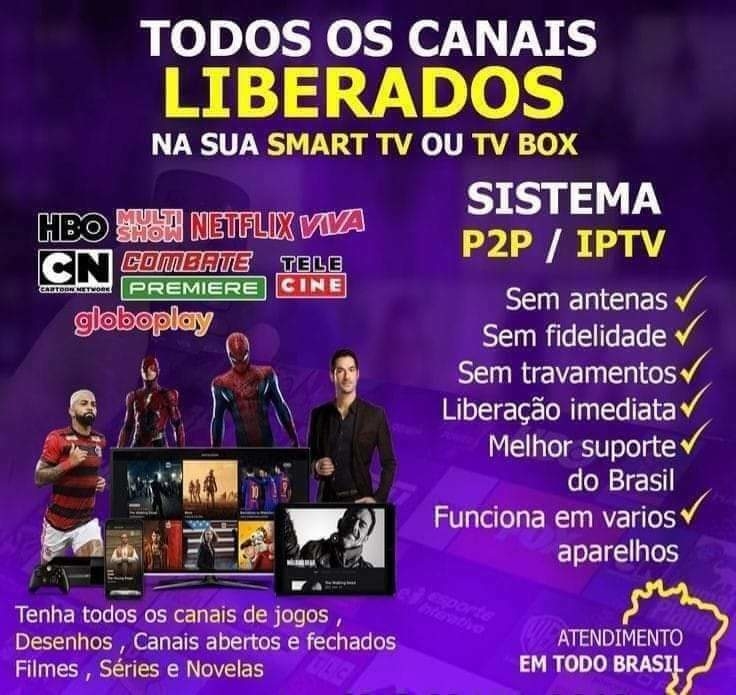 TODOS OS CANAIS
LIBERADOS
NA SUA SMART TV OU TV BOX
HBO MULTI SHOW NETFLIX VIVA
CN COMBATE TELE
CARTOON NETWORK PREMIERE CINE
globoplay
SISTEMA
P2P / IPTV
Sem antenas
Sem fidelidade
Sem travamentos
Liberação imediata
Melhor suporte
do Brasil
Funciona em varios
aparelhos
Tenha todos os canais de jogos ,
Desenhos , Canais abertos e fechados
Filmes , Séries e Novelas
ATENDIMENTO
EM TODO BRASIL